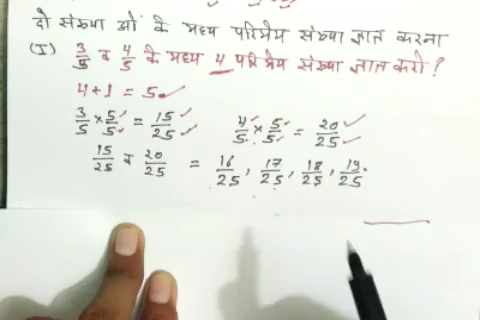 दो संख्या ओं के मध्य परिमेय संख्या ज्ञात करना
(I) 3/5 व 4/5 के मध्य 4 परिमेय संख्या ज्ञात करो ?
4+1 = 5
3/5 × 5/5 = 15/25 4/5 × 5/5 = 20/25
15/25 व 20/25 = 16/25, 17/25, 18/25, 19/25.